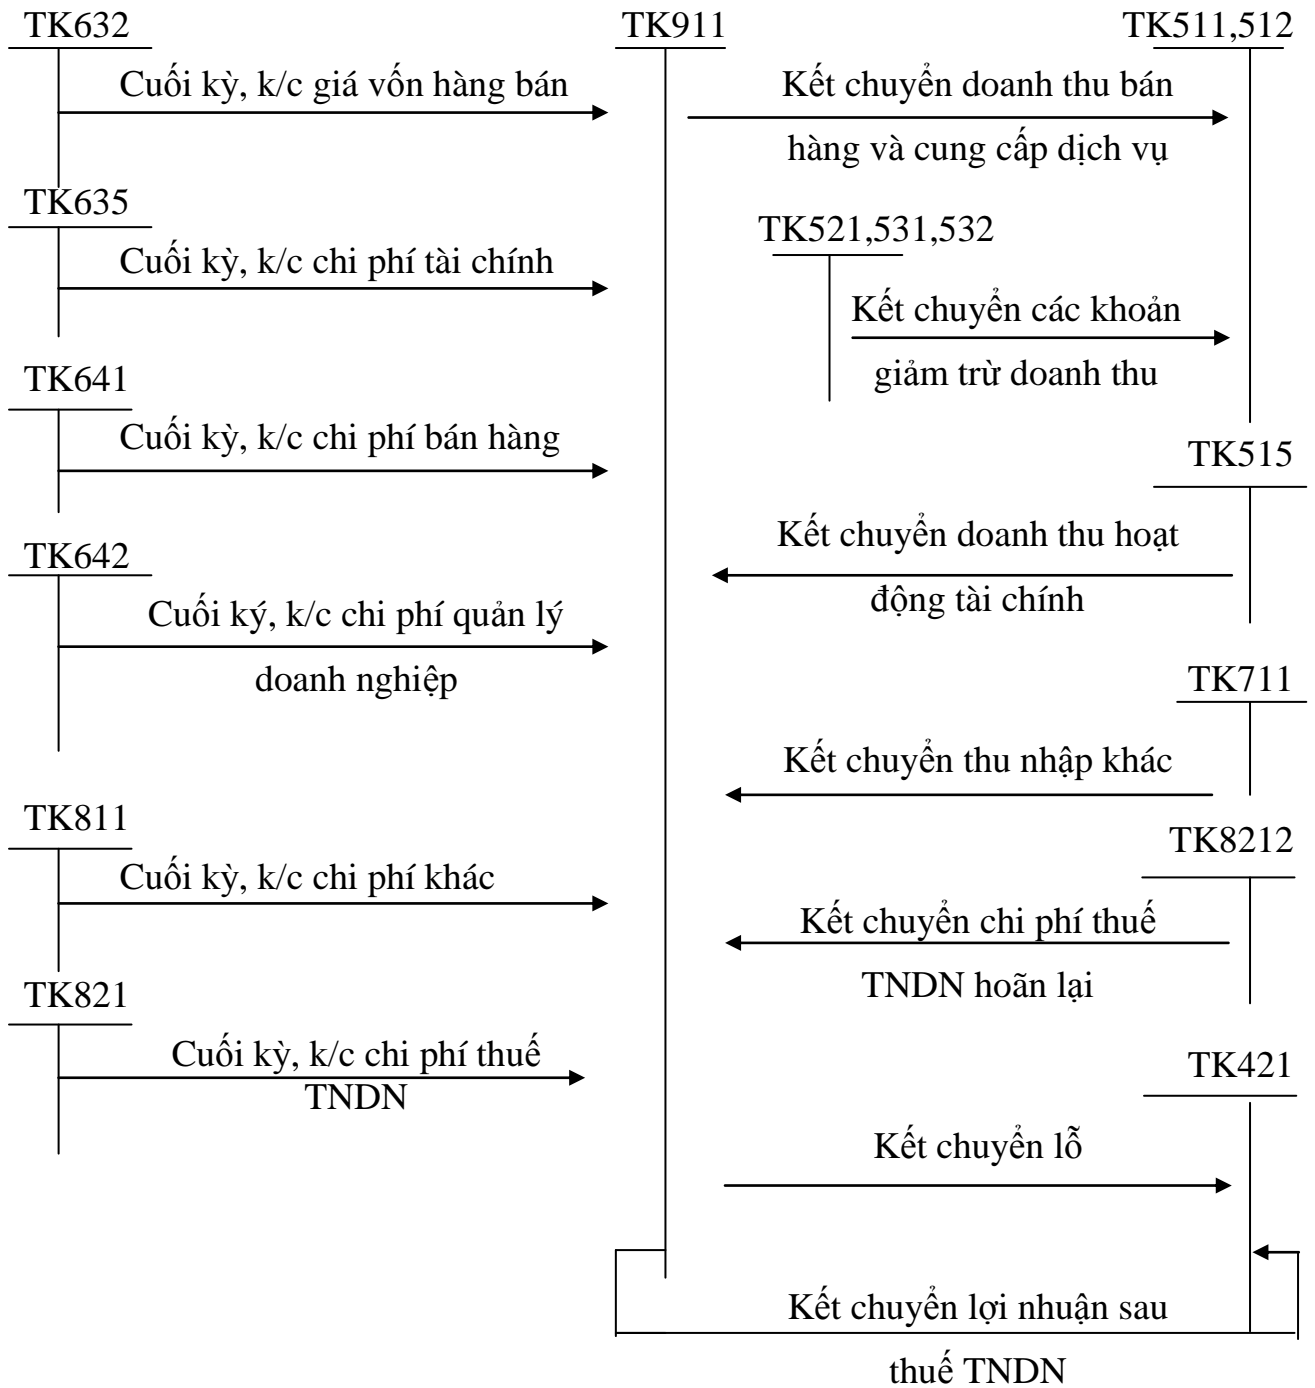 TK632
TK911
TK511,512
Cuối kỳ, k/c giá vốn hàng bán
Kết chuyển doanh thu bán
hàng và cung cấp dịch vụ
TK635
TK521,531,532
Cuối kỳ, k/c chi phí tài chính
Kết chuyển các khoản
giảm trừ doanh thu
TK641
Cuối kỳ, k/c chi phí bán hàng
TK515
Kết chuyển doanh thu hoạt
động tài chính
TK642
Cuối ký, k/c chi phí quản lý
doanh nghiệp
TK711
Kết chuyển thu nhập khác
TK811
Cuối kỳ, k/c chi phí khác
TK8212
Kết chuyển chi phí thuế
TNDN hoãn lại
TK821
Cuối kỳ, k/c chi phí thuế
TNDN
TK421
Kết chuyển lỗ
Kết chuyển lợi nhuận sau
thuế TNDN